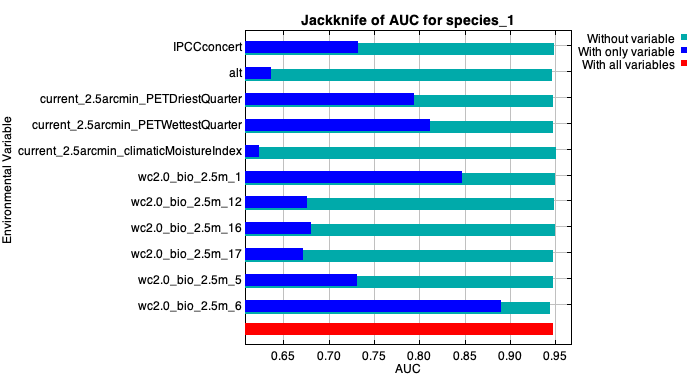 Jackknife of AUC for species_1
Without variable
With only variable
With all variables
Environmental Variable
IPCCconcert
alt
current_2.5arcmin_PETDriestQuarter
current_2.5arcmin_PETWettestQuarter
current_2.5arcmin_climaticMoistureIndex
wc2.0_bio_2.5m_1
wc2.0_bio_2.5m_12
wc2.0_bio_2.5m_16
wc2.0_bio_2.5m_17
wc2.0_bio_2.5m_5
wc2.0_bio_2.5m_6
0.65 0.70 0.75 0.80 0.85 0.90 0.95
AUC